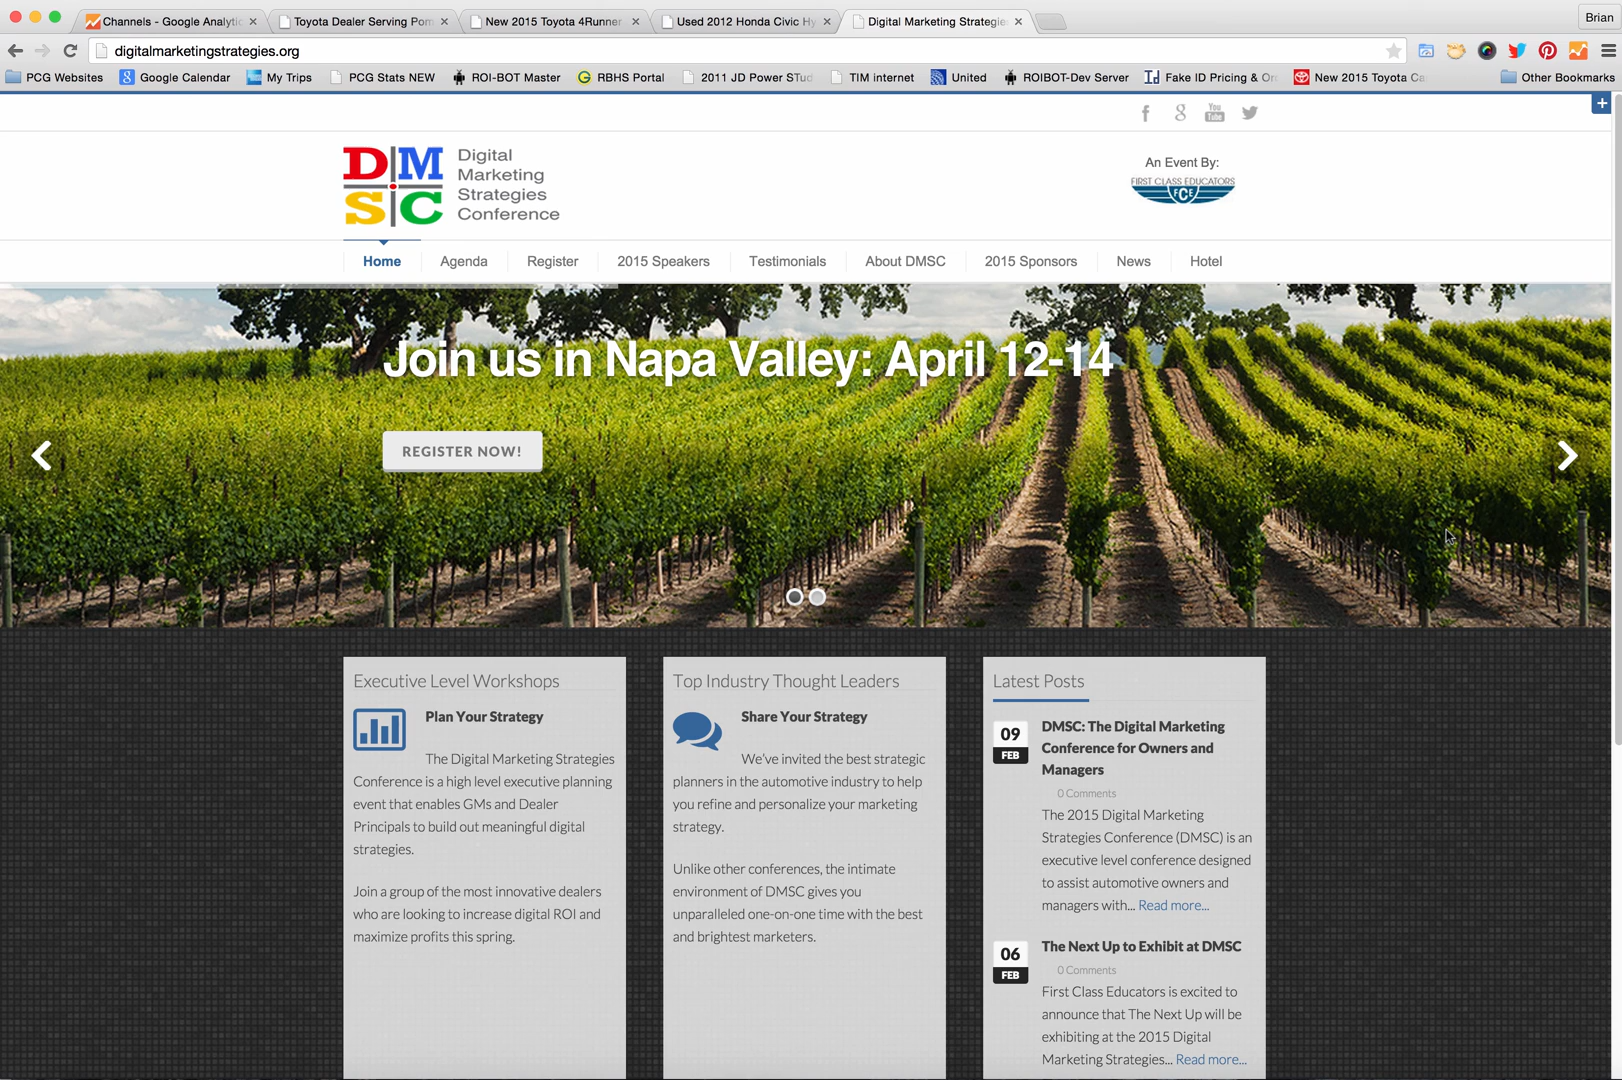 Channels - Google Analytic
Toyota Dealer Serving Pom
New 2015 Toyota 4Runner
Used 2012 Honda Civic Hy
Digital Marketing Strategie
Brian
digitalmarketingstrategies.org
PCG Websites
Google Calendar
My Trips
PCG Stats NEW
ROI-BOT Master
RBHS Portal
2011 JD Power STud
TIM internet
United
ROIBOT-Dev Server
Fake ID Pricing & Or
New 2015 Toyota Ca
Other Bookmarks
You
Tube
DM
SC
Digital
Marketing
Strategies
Conference
An Event By:
FIRST CLASS EDUCATORS
FCE
Home
Agenda
Register
2015 Speakers
Testimonials
About DMSC
2015 Sponsors
News
Hotel
Join us in Napa Valley: April 12-14
REGISTER NOW!
Executive Level Workshops
Plan Your Strategy
The Digital Marketing Strategies
Conference is a high level executive planning
event that enables GMs and Dealer
Principals to build out meaningful digital
strategies.
Join a group of the most innovative dealers
who are looking to increase digital ROI and
maximize profits this spring.
Top Industry Thought Leaders
Share Your Strategy
We've invited the best strategic
planners in the automotive industry to help
you refine and personalize your marketing
strategy.
Unlike other conferences, the intimate
environment of DMSC gives you
unparalleled one-on-one time with the best
and brightest marketers.
Latest Posts
09
FEB
DMSC: The Digital Marketing
Conference for Owners and
Managers
0 Comments
The 2015 Digital Marketing
Strategies Conference (DMSC) is an
executive level conference designed
to assist automotive owners and
managers with... Read more...
06
FEB
The Next Up to Exhibit at DMSC
0 Comments
First Class Educators is excited to
announce that The Next Up will be
exhibiting at the 2015 Digital
Marketing Strategies... Read more...